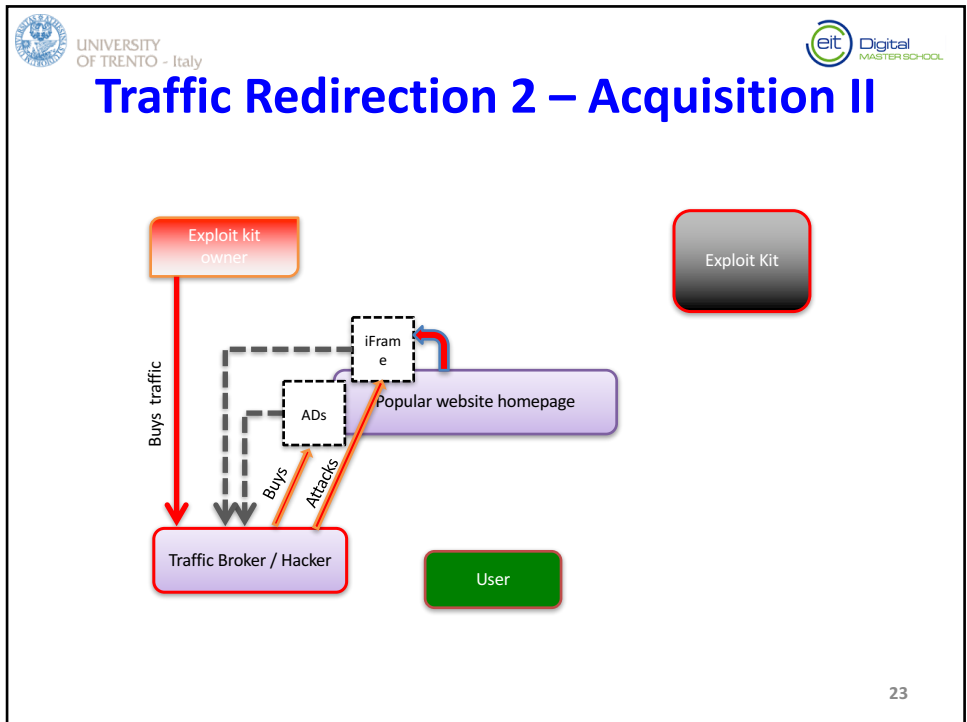 UNIVERSITY
OF TRENTO - Italy
eit Digital
MASTER SCHOOL
Traffic Redirection 2 – Acquisition II
Exploit kit
owner
Exploit Kit
iFram
e
Popular website homepage
ADs
Buys traffic
Buys
Attacks
Traffic Broker / Hacker
User
23